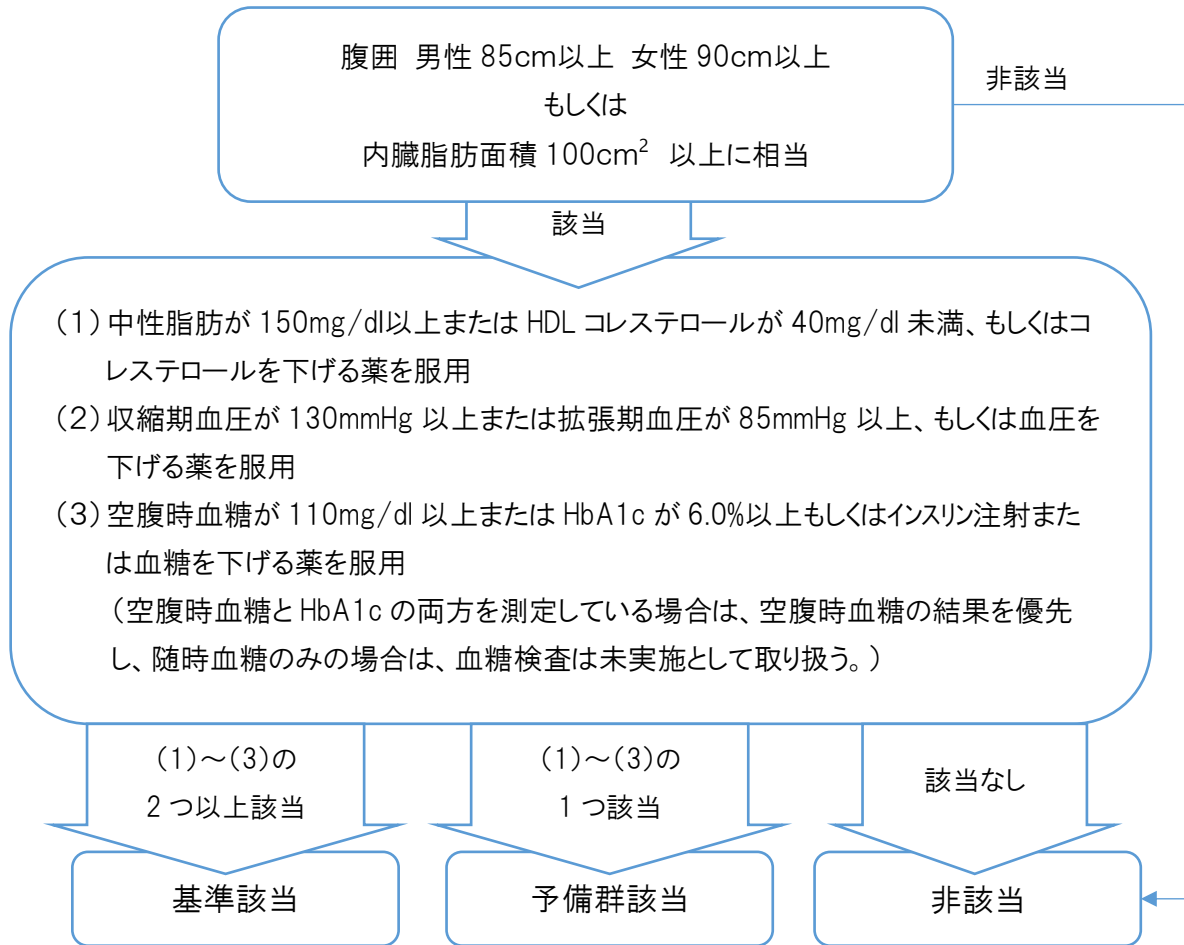 腹囲 男性 85cm以上 女性 90cm以上
もしくは
内臓脂肪面積 100cm² 以上に相当
非該当
該当
(1) 中性脂肪が 150mg/dl以上または HDL コレステロールが 40mg/dl 未満、もしくはコ
レステロールを下げる薬を服用
(2) 収縮期血圧が 130mmHg 以上または拡張期血圧が 85mmHg 以上、もしくは血圧を
下げる薬を服用
(3) 空腹時血糖が 110mg/dl 以上または HbA1c が 6.0%以上もしくはインスリン注射また
は血糖を下げる薬を服用
(空腹時血糖と HbA1c の両方を測定している場合は、空腹時血糖の結果を優先
し、随時血糖のみの場合は、血糖検査は未実施として取り扱う。)
(1)～(3)の
2 つ以上該当
(1)～(3)の
1 つ該当
該当なし
基準該当
予備群該当
非該当